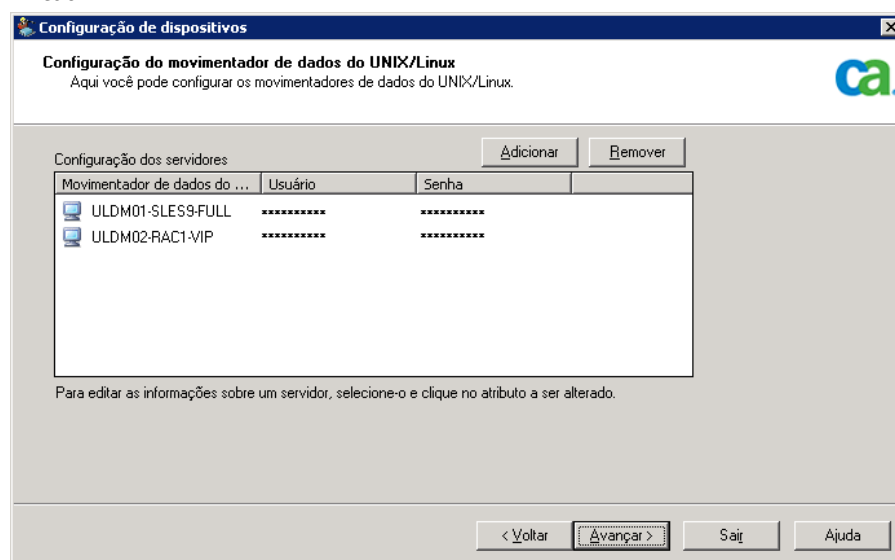 Configuração de dispositivos
Configuração do movimentador de dados do UNIX/Linux
Aqui você pode configurar os movimentadores de dados do UNIX/Linux.
ca.
Configuração dos servidores
Adicionar
Remover
Movimentador de dados do ... Usuário Senha
ULDM01-SLES9-FULL ********** **********
ULDM02-RAC1-VIP ********** **********
Para editar as informações sobre um servidor, selecione-o e clique no atributo a ser alterado.
< Voltar Avançar > Sair Ajuda